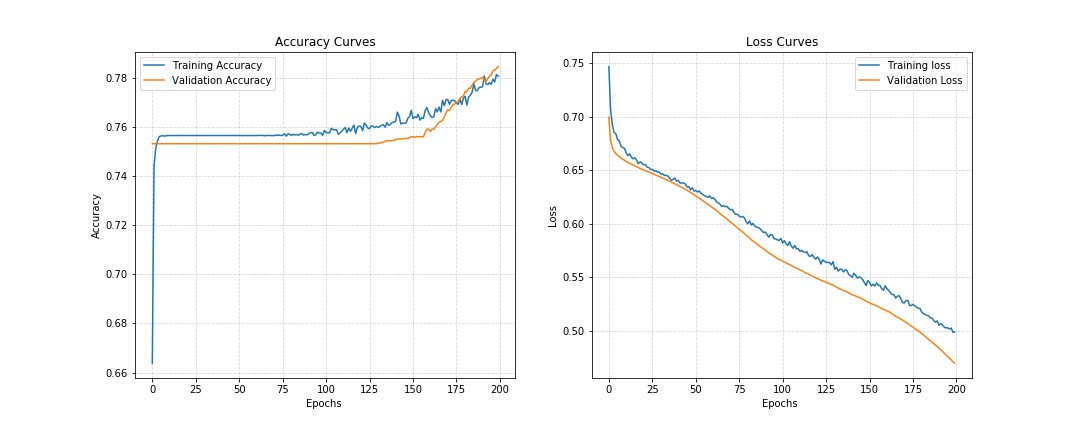 Accuracy Curves
Training Accuracy
Validation Accuracy
0.78
0.76
0.74
0.72
0.70
0.68
0.66
Accuracy
0 25 50 75 100 125 150 175 200
Epochs
Loss Curves
Training loss
Validation Loss
0.75
0.70
0.65
0.60
0.55
0.50
Loss
0 25 50 75 100 125 150 175 200
Epochs